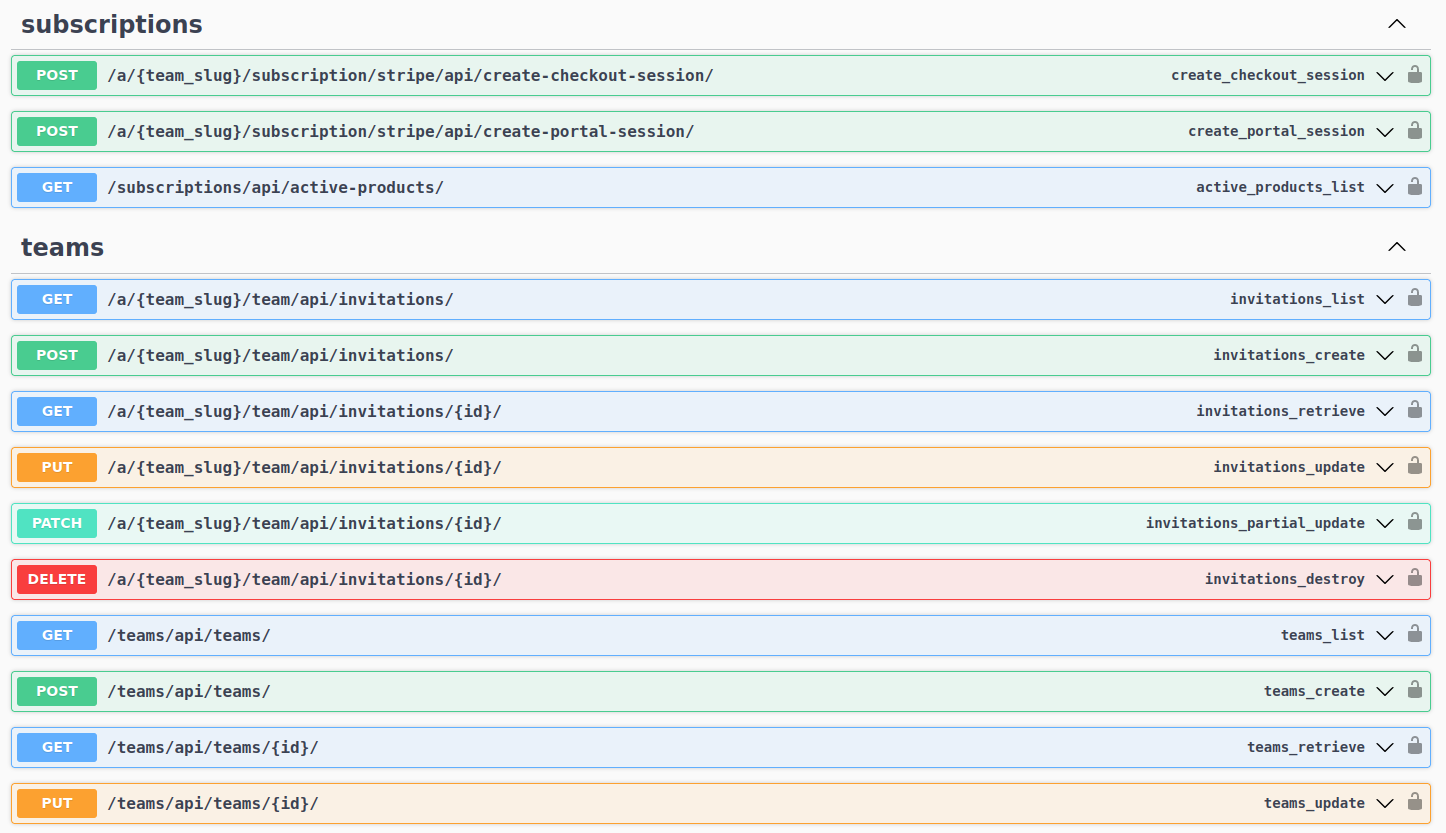 subscriptions
POST /a/{team_slug}/subscription/stripe/api/create-checkout-session/ create_checkout_session
POST /a/{team_slug}/subscription/stripe/api/create-portal-session/ create_portal_session
GET /subscriptions/api/active-products/ active_products_list
teams
GET /a/{team_slug}/team/api/invitations/ invitations_list
POST /a/{team_slug}/team/api/invitations/ invitations_create
GET /a/{team_slug}/team/api/invitations/{id}/ invitations_retrieve
PUT /a/{team_slug}/team/api/invitations/{id}/ invitations_update
PATCH /a/{team_slug}/team/api/invitations/{id}/ invitations_partial_update
DELETE /a/{team_slug}/team/api/invitations/{id}/ invitations_destroy
GET /teams/api/teams/ teams_list
POST /teams/api/teams/ teams_create
GET /teams/api/teams/{id}/ teams_retrieve
PUT /teams/api/teams/{id}/ teams_update